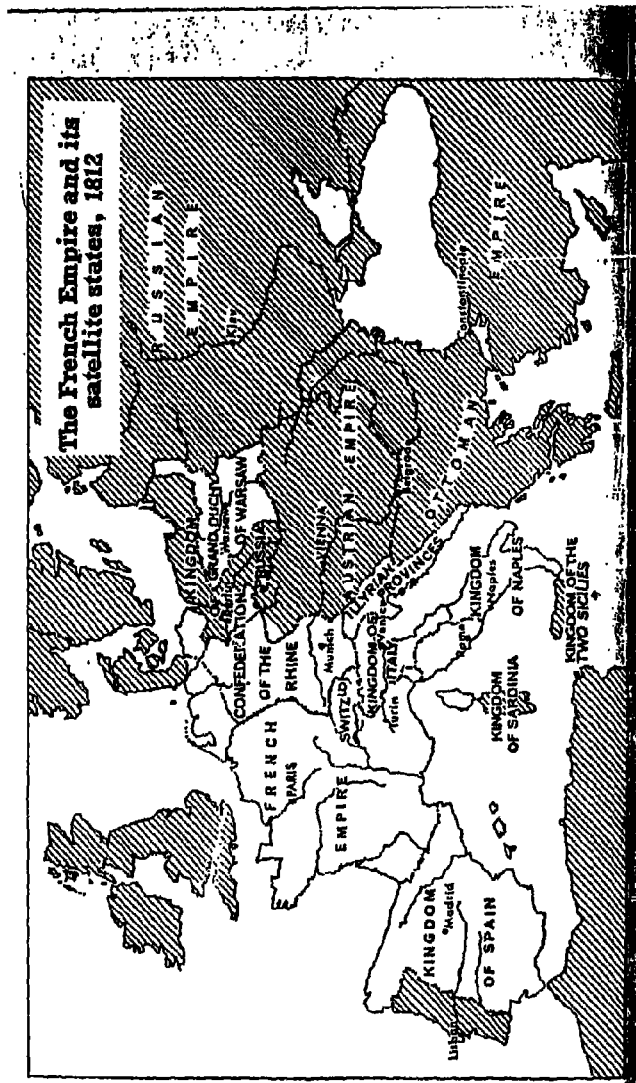 The French Empire and its
satellite states, 1812
RUSSIAN
EMPIRE
Kiev
KINGDOM
OF
GRAND DUCHY
OF WARSAW
Warsaw
PRUSSIA
CONFEDERATION
OF THE
RHINE
FRENCH
PARIS
EMPIRE
SWITZ'D
Munich
VIENNA
AUSTRIAN EMPIRE
ILLYRIAN
PROVINCES
KINGDOM OF
ITALY
Venice
Turin
Rome
KINGDOM
Naples
OF NAPLES
KINGDOM
OF SARDINIA
KINGDOM OF THE
TWO SICILIES
OTTOMAN
EMPIRE
Constantinople
KINGDOM
Madrid
OF SPAIN
Lisbon